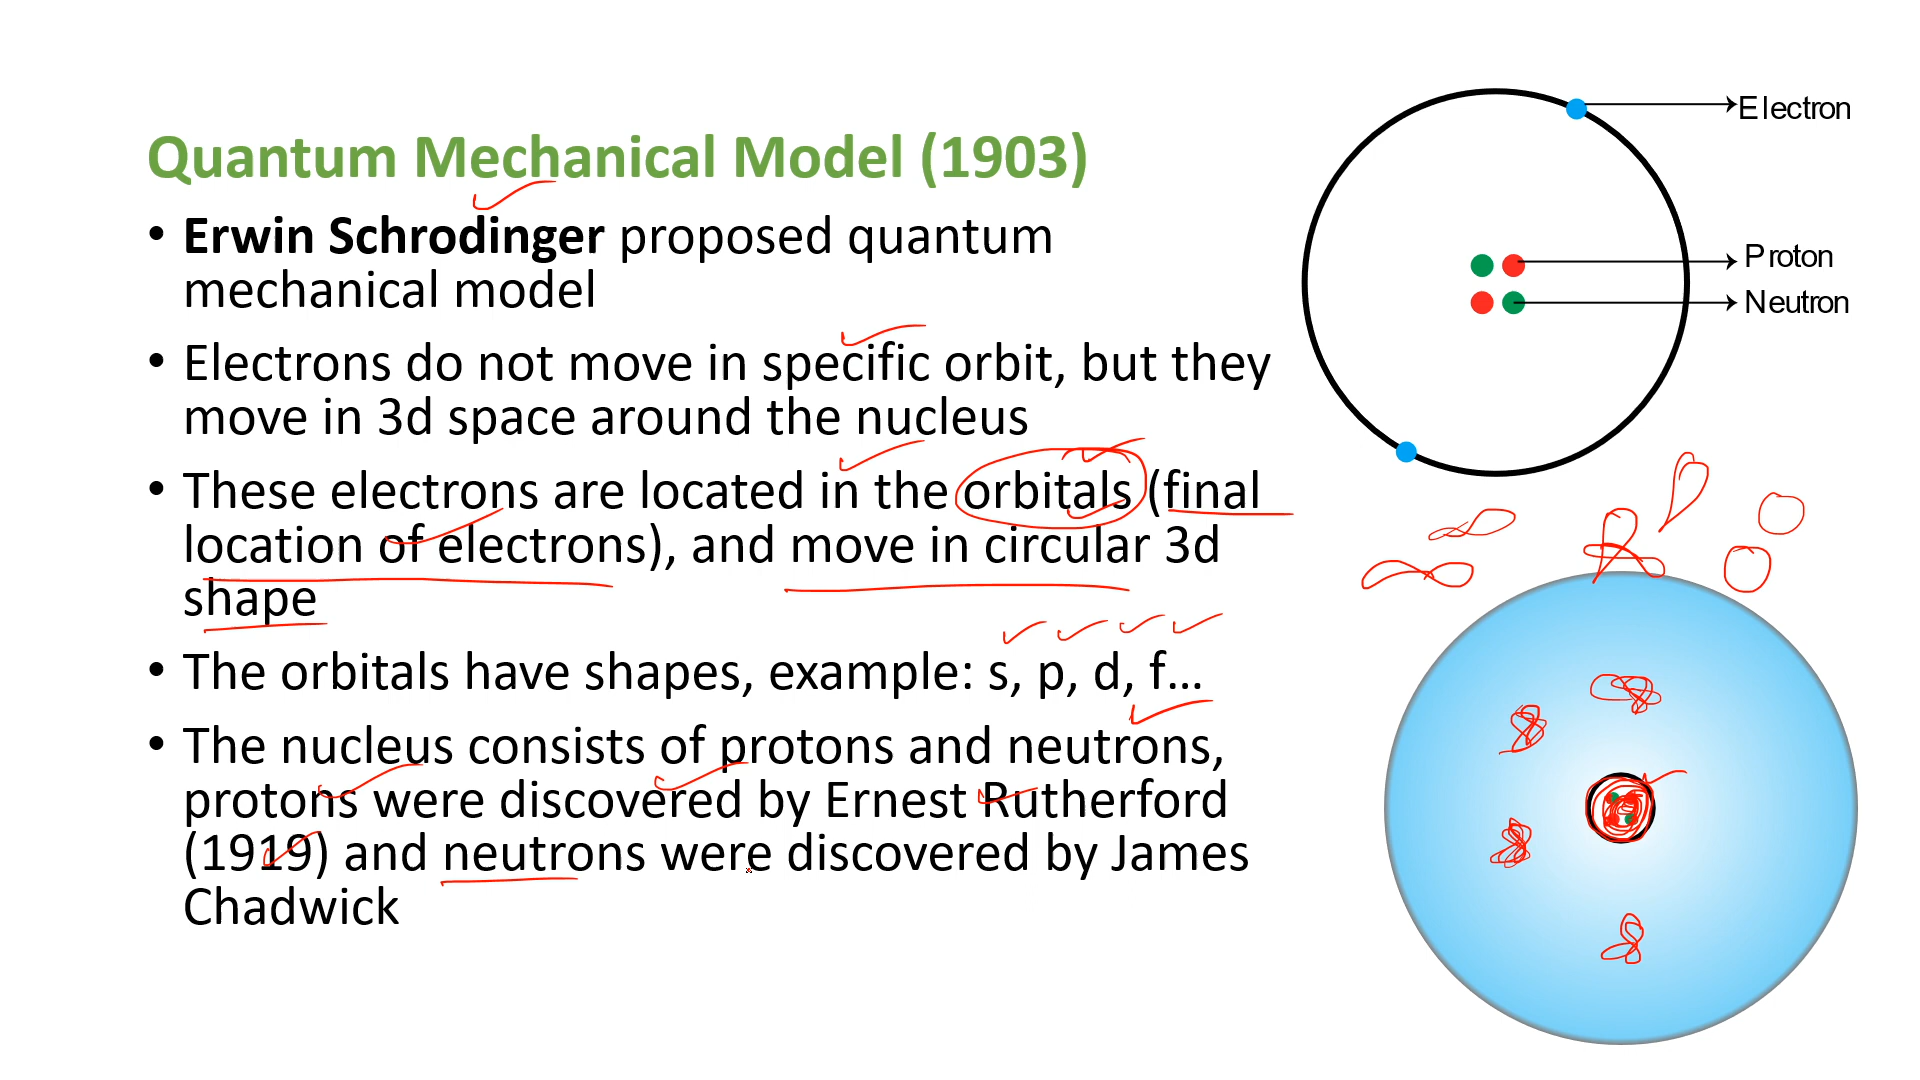 Quantum Mechanical Model (1903)
• Erwin Schrodinger proposed quantum
mechanical model
• Electrons do not move in specific orbit, but they
move in 3d space around the nucleus
• These electrons are located in the orbitals (final
location of electrons), and move in circular 3d
shape
• The orbitals have shapes, example: s, p, d, f...
• The nucleus consists of protons and neutrons,
protons were discovered by Ernest Rutherford
(1919) and neutrons were discovered by James
Chadwick
Electron
Proton
Neutron